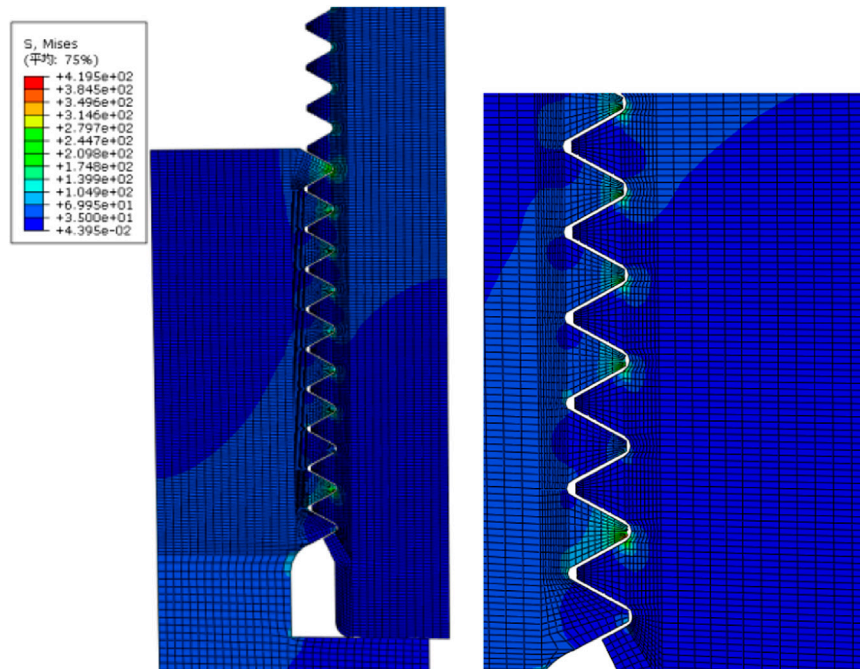 S, Mises
(平均: 75%)
+4.195e+02
+3.845e+02
+3.496e+02
+3.146e+02
+2.797e+02
+2.447e+02
+2.098e+02
+1.748e+02
+1.399e+02
+1.049e+02
+6.995e+01
+3.500e+01
+4.395e-02